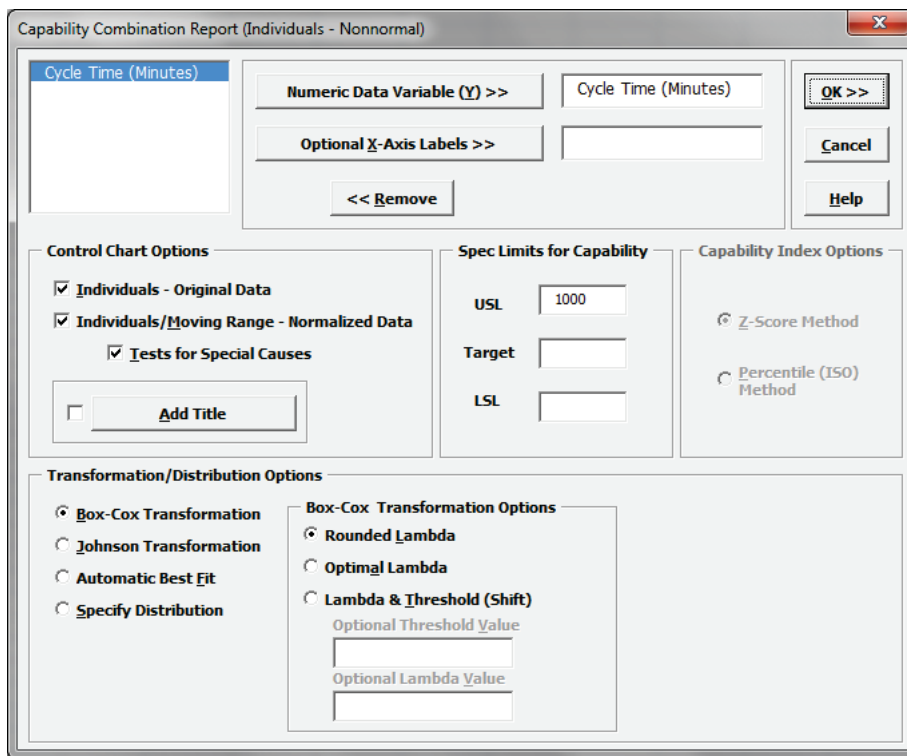 Capability Combination Report (Individuals - Nonnormal)
x
Cycle Time (Minutes)
Numeric Data Variable (Y) >>
Cycle Time (Minutes)
OK >>
Optional X-Axis Labels >>
Cancel
<< Remove
Help
Control Chart Options
Individuals - Original Data
Individuals/Moving Range - Normalized Data
Tests for Special Causes
Add Title
Spec Limits for Capability
USL
1000
Target
LSL
Capability Index Options
Z-Score Method
Percentile (ISO)
Method
Transformation/Distribution Options
Box-Cox Transformation
Johnson Transformation
Automatic Best Fit
Specify Distribution
Box-Cox Transformation Options
Rounded Lambda
Optimal Lambda
Lambda & Threshold (Shift)
Optional Threshold Value
Optional Lambda Value